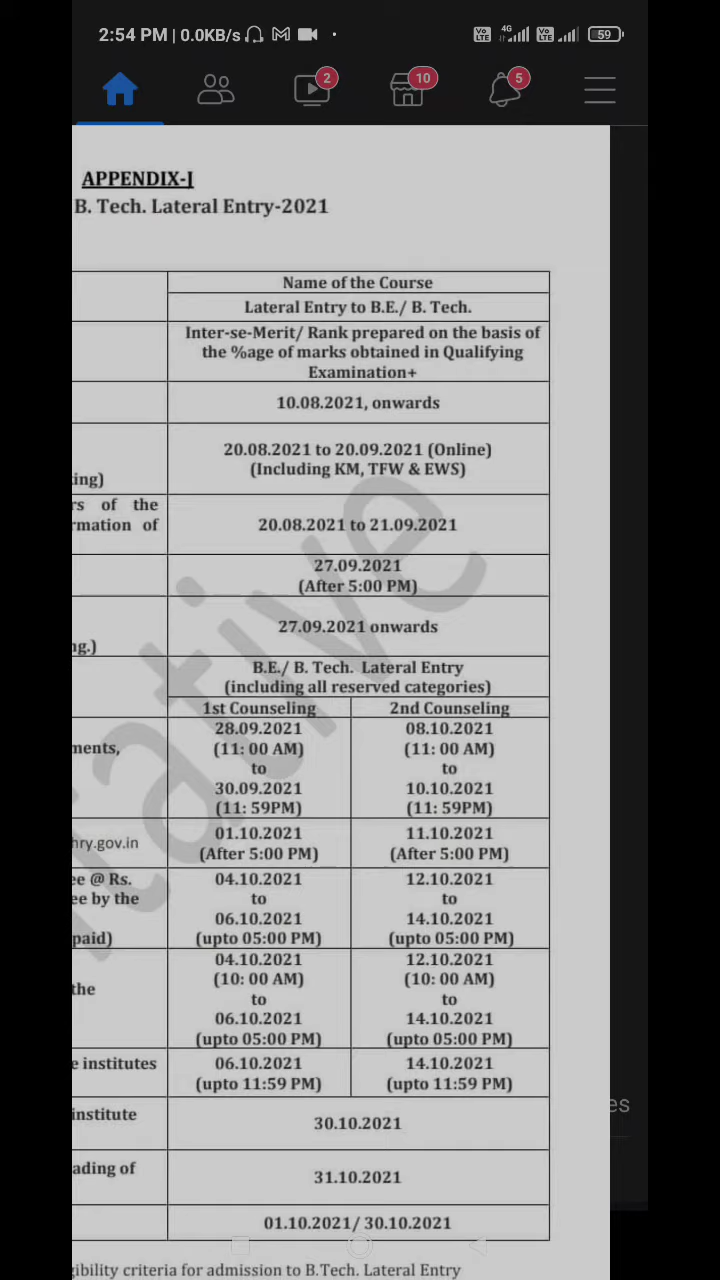 2:54 PM | 0.0KB/s
4G
59
2
10
5
APPENDIX-J
B. Tech. Lateral Entry-2021
Name of the Course
Lateral Entry to B.E./ B. Tech.
Inter-se-Merit/ Rank prepared on the basis of
the %age of marks obtained in Qualifying
Examination+
10.08.2021, onwards
king)
20.08.2021 to 20.09.2021 (Online)
(Including KM, TFW & EWS)
rs of the
rmation of
20.08.2021 to 21.09.2021
27.09.2021
(After 5:00 PM)
ng.)
27.09.2021 onwards
B.E./ B. Tech. Lateral Entry
(including all reserved categories)
1st Counseling 2nd Counseling
ments,
28.09.2021
(11: 00 AM)
to
30.09.2021
(11: 59PM)
08.10.2021
(11: 00 AM)
to
10.10.2021
(11: 59PM)
hry.gov.in
01.10.2021
(After 5:00 PM)
11.10.2021
(After 5:00 PM)
ee @ Rs.
ee by the
paid)
04.10.2021
to
06.10.2021
(upto 05:00 PM)
12.10.2021
to
14.10.2021
(upto 05:00 PM)
the
04.10.2021
(10: 00 AM)
to
06.10.2021
(upto 05:00 PM)
12.10.2021
(10: 00 AM)
to
14.10.2021
(upto 05:00 PM)
e institutes
06.10.2021
(upto 11:59 PM)
14.10.2021
(upto 11:59 PM)
institute
30.10.2021
ading of
31.10.2021
01.10.2021/ 30.10.2021
gibility criteria for admission to B.Tech. Lateral Entry
tative
es